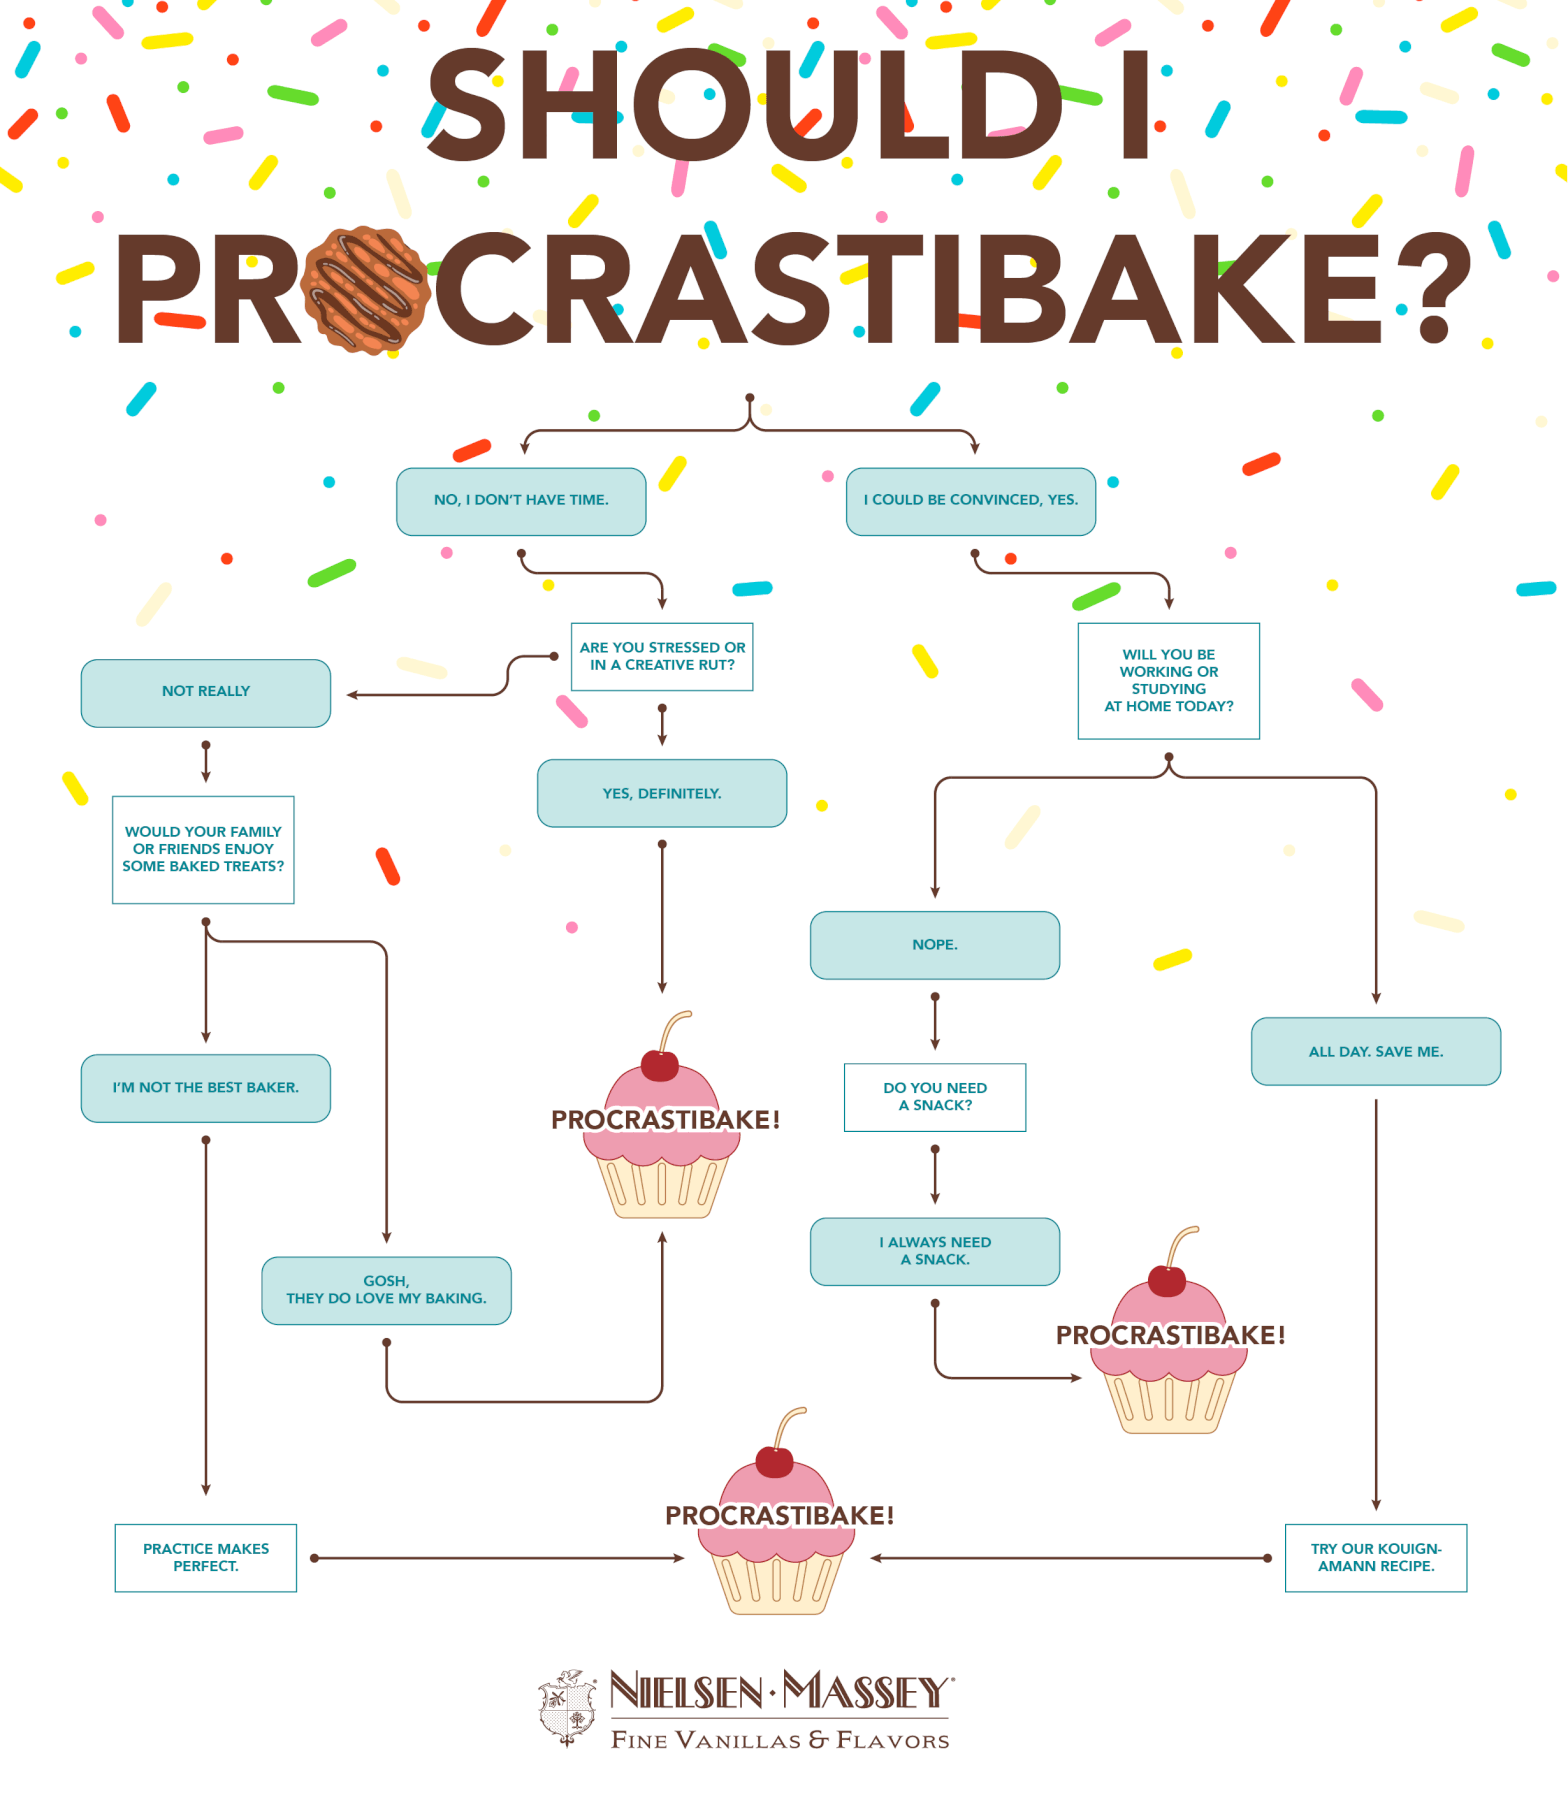 SHOULD I
PROCRASTIBAKE?
NO, I DON'T HAVE TIME.
I COULD BE CONVINCED, YES.
ARE YOU STRESSED OR
IN A CREATIVE RUT?
WILL YOU BE
WORKING OR
STUDYING
AT HOME TODAY?
NOT REALLY
YES, DEFINITELY.
WOULD YOUR FAMILY
OR FRIENDS ENJOY
SOME BAKED TREATS?
NOPE.
ALL DAY. SAVE ME.
I'M NOT THE BEST BAKER.
DO YOU NEED
A SNACK?
PROCRASTIBAKE!
I ALWAYS NEED
A SNACK.
GOSH,
THEY DO LOVE MY BAKING.
PROCRASTIBAKE!
PROCRASTIBAKE!
PRACTICE MAKES
PERFECT.
TRY OUR KOUIGN-
AMANN RECIPE.
NIELSEN·MASSEY®
FINE VANILLAS & FLAVORS